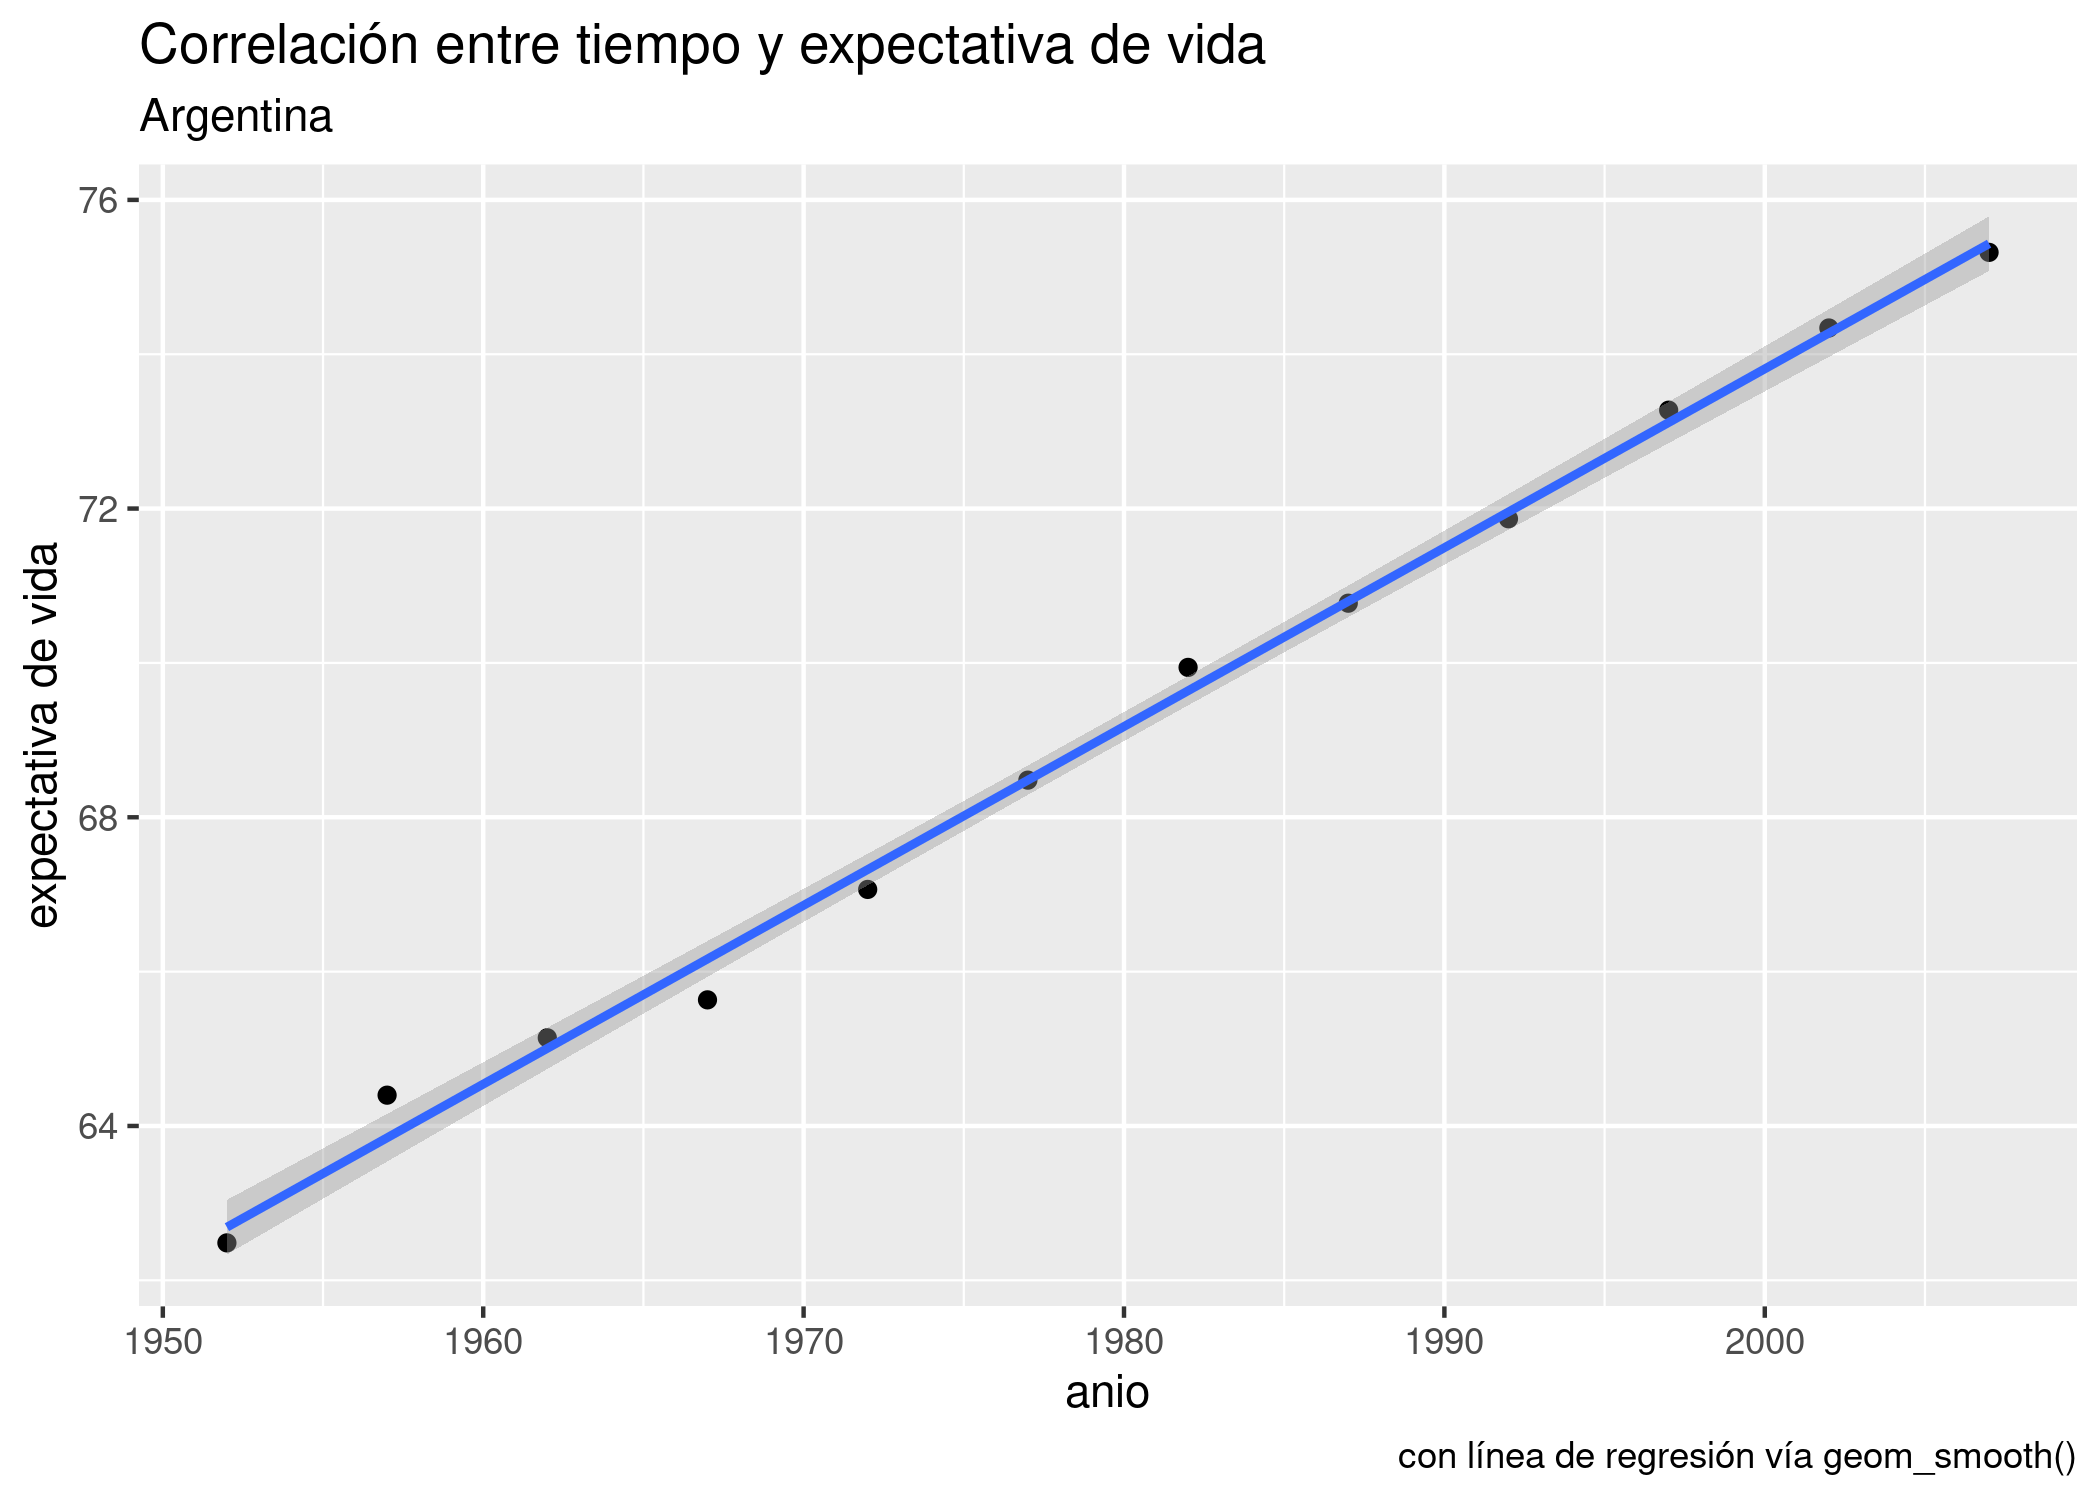 Correlación entre tiempo y expectativa de vida
Argentina
76
72
68
64
expectativa de vida
1950
1960
1970
1980
1990
2000
anio
con línea de regresión vía geom_smooth()